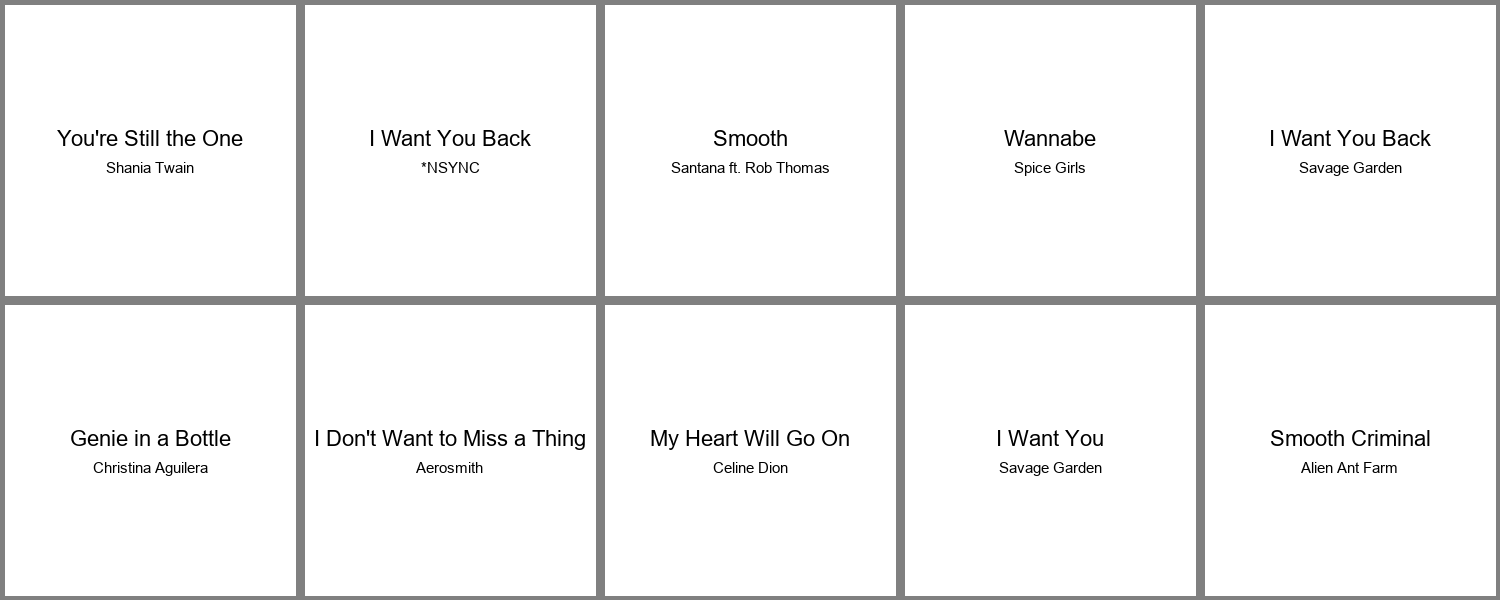 You're Still the One
Shania Twain
I Want You Back
*NSYNC
Smooth
Santana ft. Rob Thomas
Wannabe
Spice Girls
I Want You Back
Savage Garden
Genie in a Bottle
Christina Aguilera
I Don't Want to Miss a Thing
Aerosmith
My Heart Will Go On
Celine Dion
I Want You
Savage Garden
Smooth Criminal
Alien Ant Farm